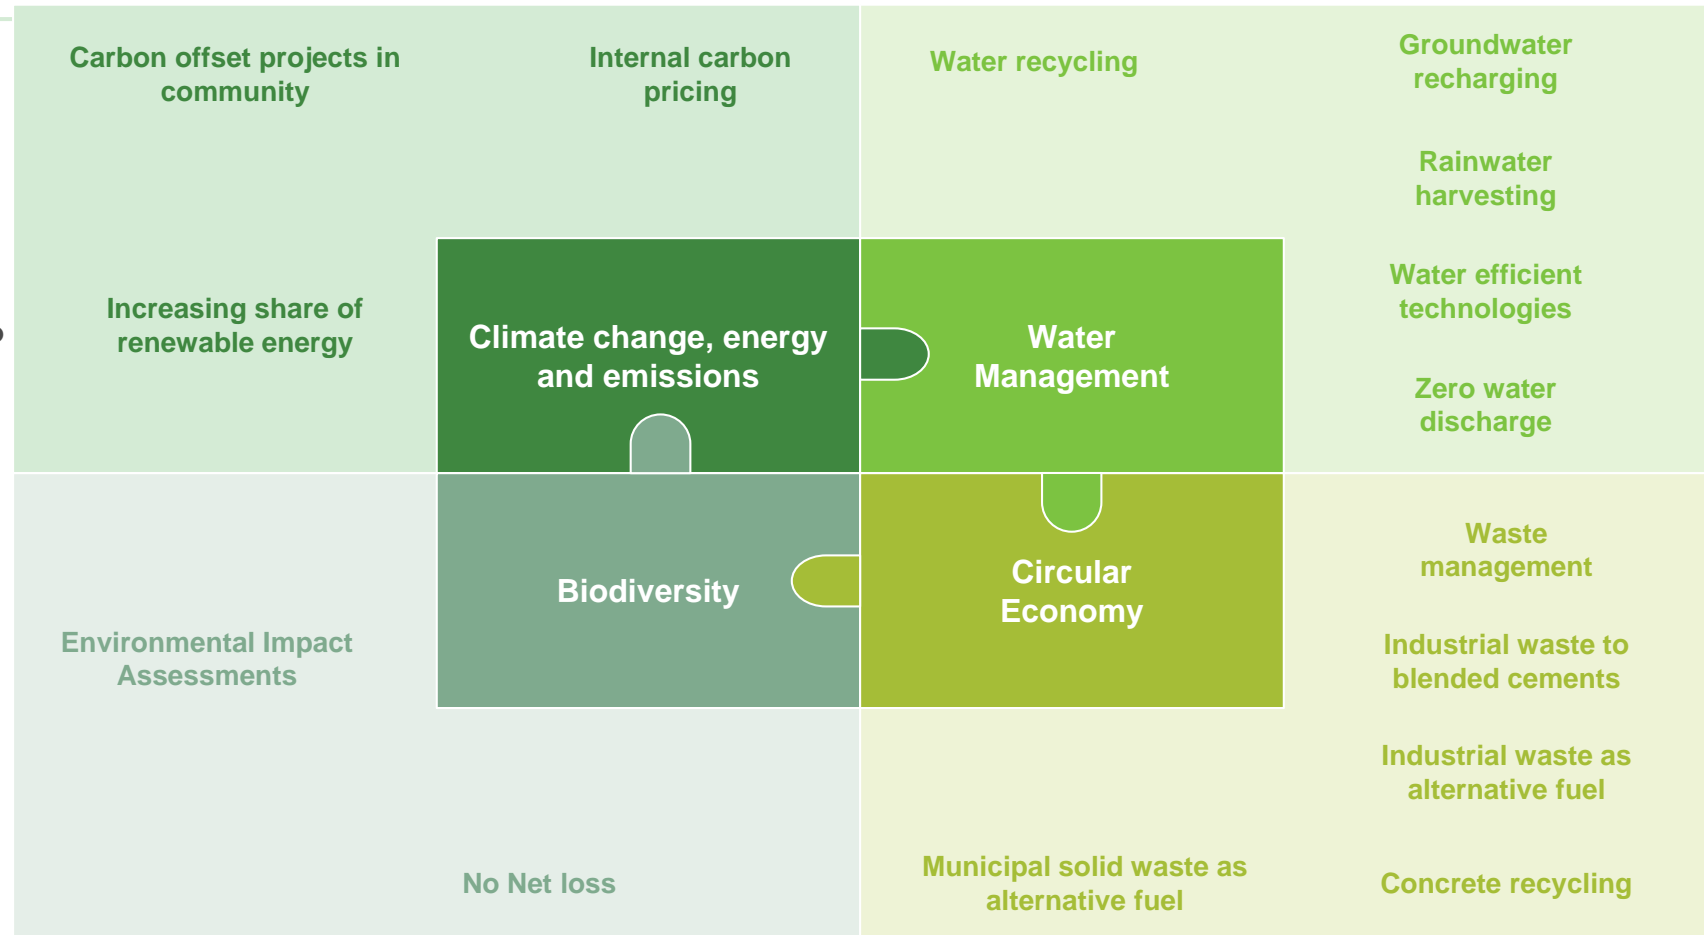 Carbon offset projects in
community
Internal carbon
pricing
Increasing share of
renewable energy
Climate change, energy
and emissions
Water recycling
Groundwater
recharging
Rainwater
harvesting
Water efficient
technologies
Zero water
discharge
Water
Management
Biodiversity
Environmental Impact
Assessments
No Net loss
Circular
Economy
Waste
management
Industrial waste to
blended cements
Industrial waste as
alternative fuel
Municipal solid waste as
alternative fuel
Concrete recycling